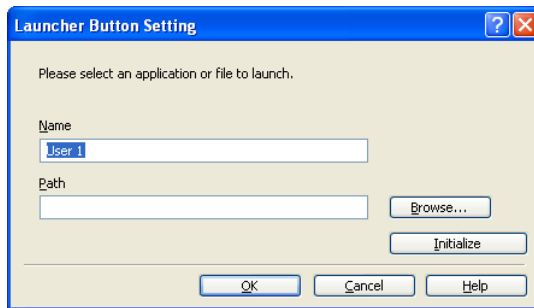 Launcher Button Setting
Please select an application or file to launch.
Name
User 1
Path
Browse...
Initialize
OK Cancel Help